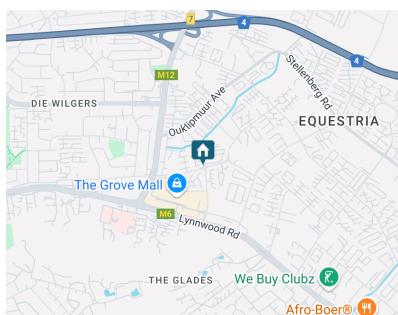 7
4
4
M12
Stellenberg Rd
DIE WILGERS
Ouklipmuur Ave
EQUESTRIA
The Grove Mall
M6
Lynnwood Rd
THE GLADES
We Buy Clubz
Afro-Boer®